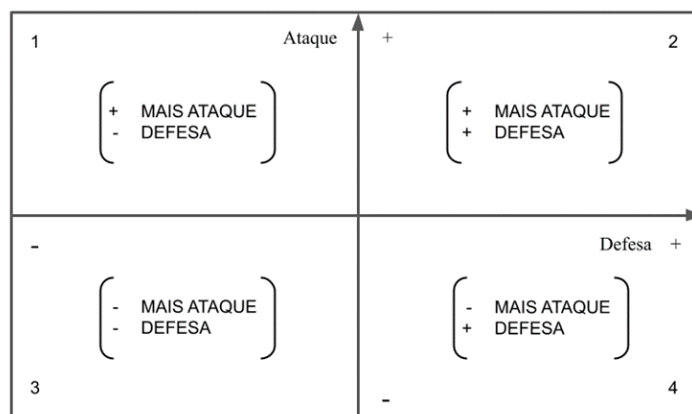 1
Ataque +
2
+ MAIS ATAQUE
- DEFESA
+ MAIS ATAQUE
+ DEFESA
-
Defesa +
- MAIS ATAQUE
- DEFESA
- MAIS ATAQUE
+ DEFESA
3
-
4